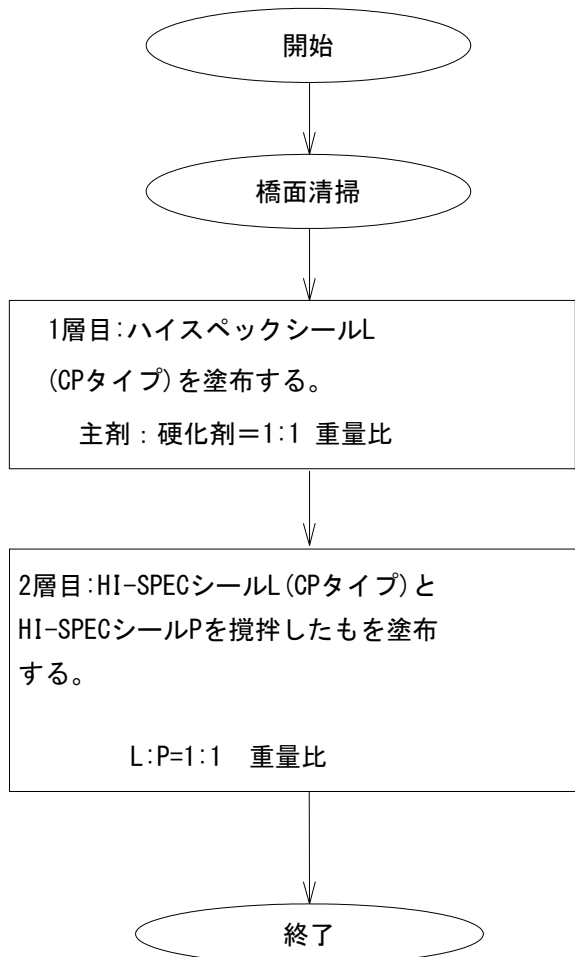 開始
橋面清掃
1層目:ハイスペックシールL
(CPタイプ)を塗布する。
主剤：硬化剤＝1:1 重量比
2層目:HI-SPECシールL(CPタイプ)と
HI-SPECシールPを撹拌したもを塗布
する。
L:P=1:1　重量比
終了